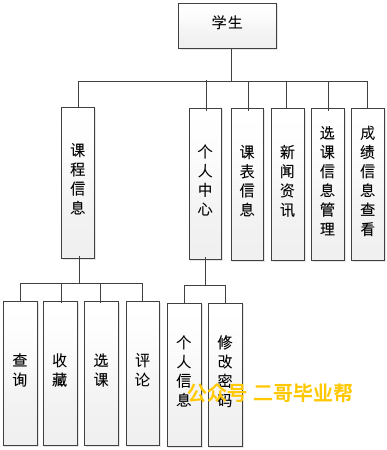 学生
课程信息
个人中心
课表信息
新闻资讯
选课信息管理
成绩信息查看
查询
收藏
选课
评论
个人信息
修改密码
公众号 二哥毕业帮